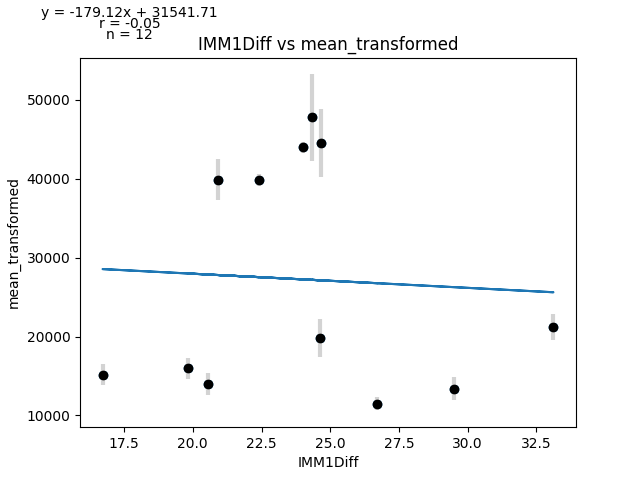 y = -179.12x + 31541.71
r = -0.05
n = 12
IMM1Diff vs mean_transformed
50000
40000
30000
20000
10000
mean_transformed
17.5 20.0 22.5 25.0 27.5 30.0 32.5
IMM1Diff